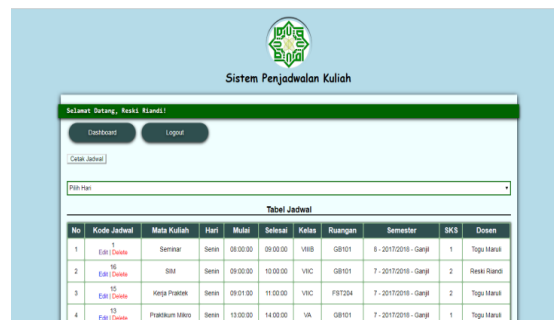 Sistem Penjadwalan Kuliah
Selamat Datang, Reski Riandi!
Dashboard Logout
Cetak Jadwal
Pilih Hari
Tabel Jadwal
No Kode Jadwal Mata Kuliah Hari Mulai Selesai Kelas Ruangan Semester SKS Dosen
1 1 Seminar Senin 08:00:00 09:00:00 VIIIB GB101 8 - 2017/2018 - Ganjil 1 Togu Maruli
Edit | Delete
2 16 SIM Senin 09:00:00 10:00:00 VIIC GB101 7 - 2017/2018 - Ganjil 2 Reski Riandi
Edit | Delete
3 15 Kerja Praktek Senin 09:01:00 11:00:00 VIIC FST204 7 - 2017/2018 - Ganjil 2 Togu Maruli
Edit | Delete
4 13 Praktikum Mikro Senin 13:00:00 14:00:00 VA GB101 7 - 2017/2018 - Ganjil 1 Togu Maruli
Edit | Delete